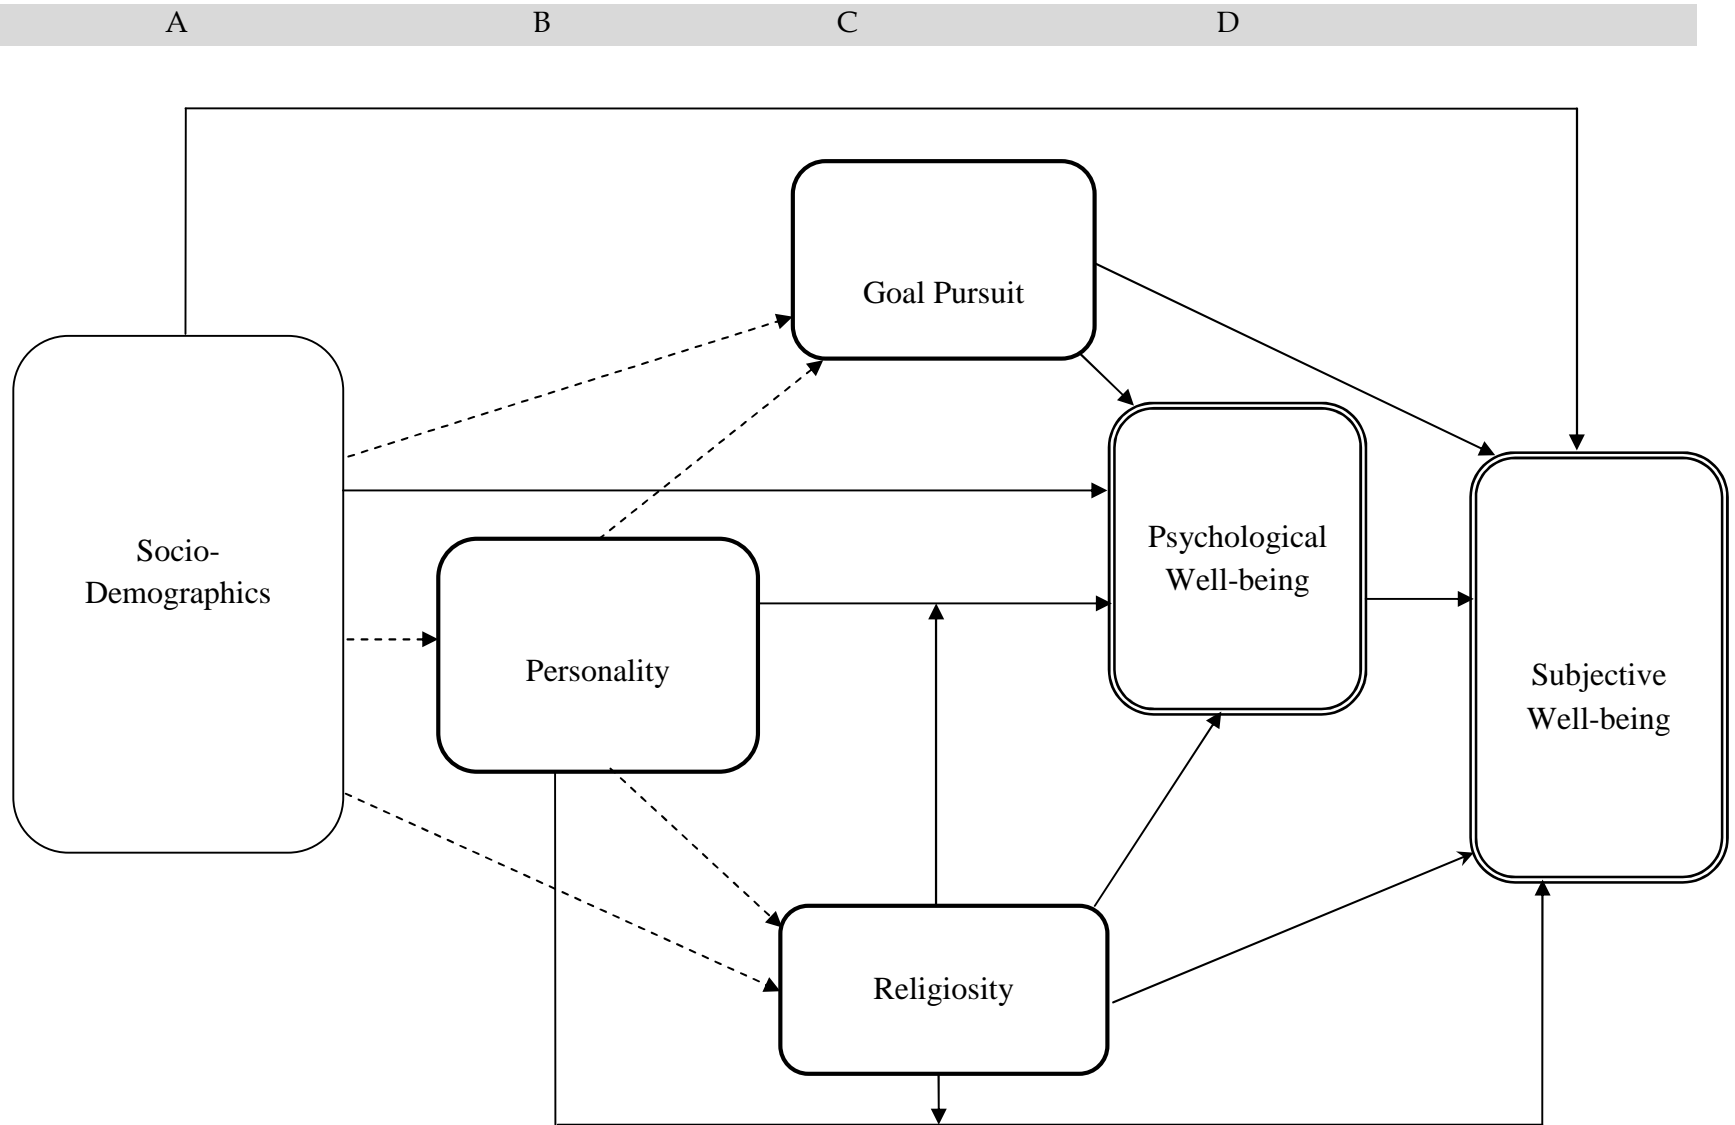 A B C D
Goal Pursuit
Socio-
Demographics
Personality
Psychological
Well-being
Subjective
Well-being
Religiosity